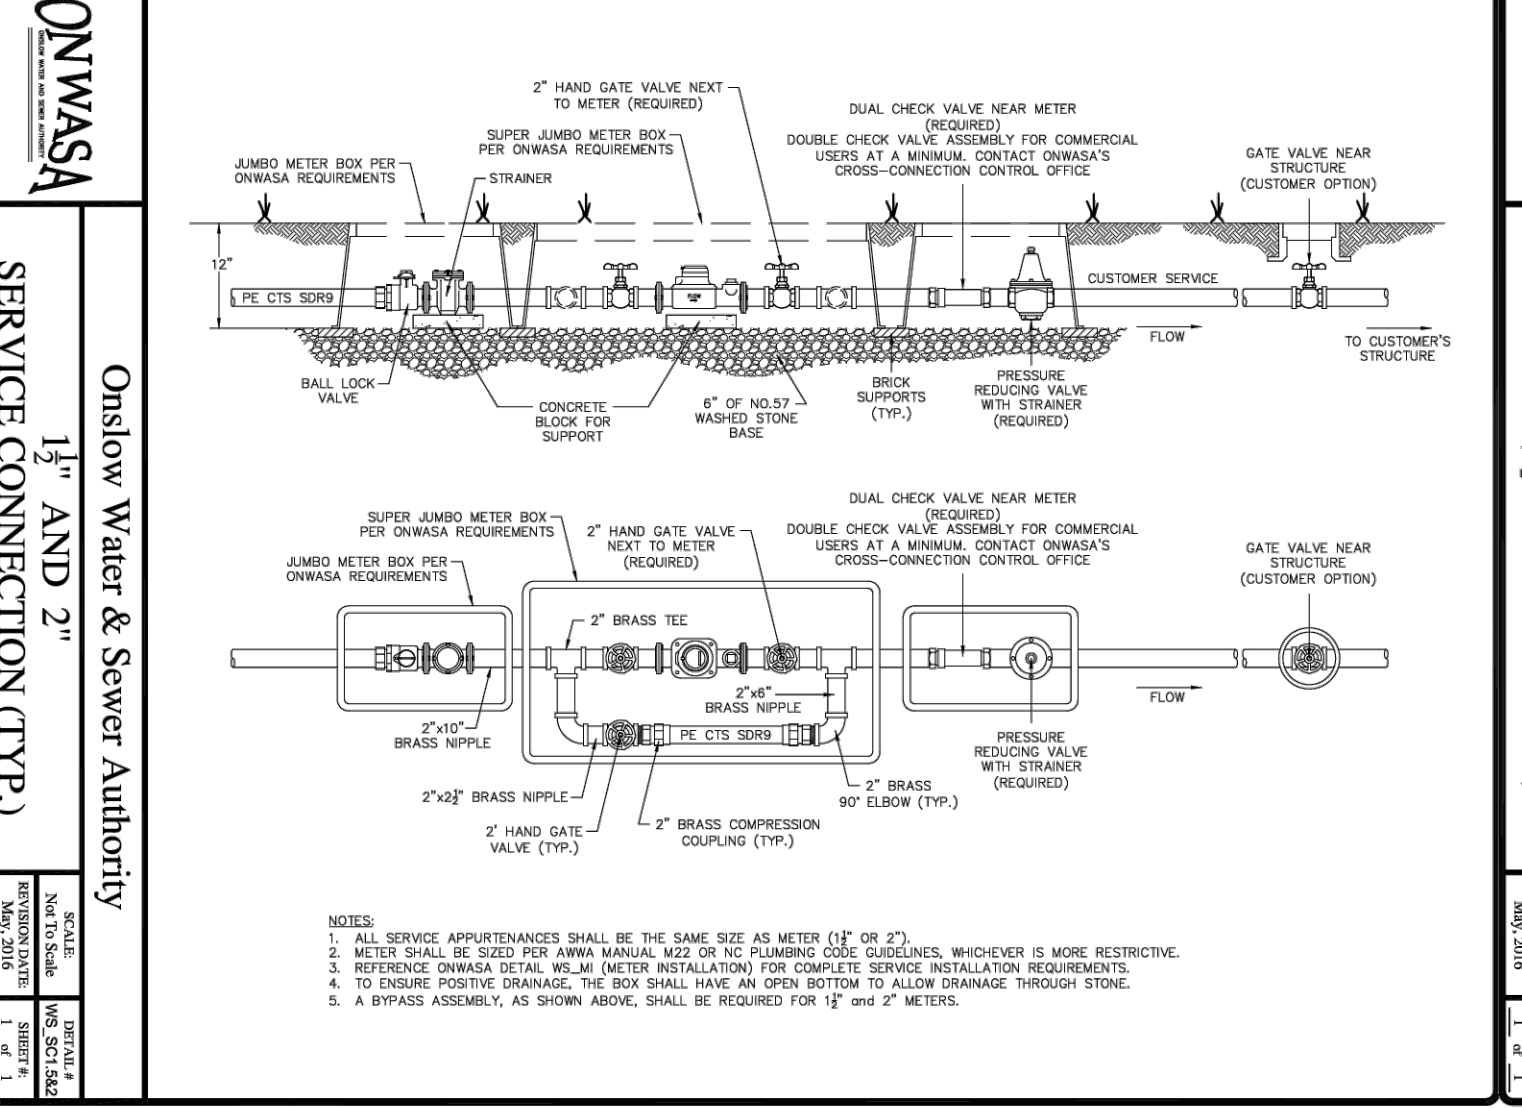 2" HAND GATE VALVE NEXT
TO METER (REQUIRED)
SUPER JUMBO METER BOX
PER ONWASA REQUIREMENTS
JUMBO METER BOX PER
ONWASA REQUIREMENTS
STRAINER
DUAL CHECK VALVE NEAR METER
(REQUIRED)
DOUBLE CHECK VALVE ASSEMBLY FOR COMMERCIAL
USERS AT A MINIMUM. CONTACT ONWASA'S
CROSS-CONNECTION CONTROL OFFICE
GATE VALVE NEAR
STRUCTURE
(CUSTOMER OPTION)
12"
PE CTS SDR9
FLOW
CUSTOMER SERVICE
FLOW
TO CUSTOMER'S
STRUCTURE
BALL LOCK
VALVE
CONCRETE
BLOCK FOR
SUPPORT
6" OF NO.57
WASHED STONE
BASE
BRICK
SUPPORTS
(TYP.)
PRESSURE
REDUCING VALVE
WITH STRAINER
(REQUIRED)
SUPER JUMBO METER BOX
PER ONWASA REQUIREMENTS
JUMBO METER BOX PER
ONWASA REQUIREMENTS
2" HAND GATE VALVE
NEXT TO METER
(REQUIRED)
DUAL CHECK VALVE NEAR METER
(REQUIRED)
DOUBLE CHECK VALVE ASSEMBLY FOR COMMERCIAL
USERS AT A MINIMUM. CONTACT ONWASA'S
CROSS-CONNECTION CONTROL OFFICE
GATE VALVE NEAR
STRUCTURE
(CUSTOMER OPTION)
2" BRASS TEE
2"x6"
BRASS NIPPLE
2"x10"
BRASS NIPPLE
PE CTS SDR9
FLOW
PRESSURE
REDUCING VALVE
WITH STRAINER
(REQUIRED)
2"x2½" BRASS NIPPLE
2" BRASS
90° ELBOW (TYP.)
2' HAND GATE
VALVE (TYP.)
2" BRASS COMPRESSION
COUPLING (TYP.)
NOTES:
1. ALL SERVICE APPURTENANCES SHALL BE THE SAME SIZE AS METER (1½" OR 2").
2. METER SHALL BE SIZED PER AWWA MANUAL M22 OR NC PLUMBING CODE GUIDELINES, WHICHEVER IS MORE RESTRICTIVE.
3. REFERENCE ONWASA DETAIL WS_MI (METER INSTALLATION) FOR COMPLETE SERVICE INSTALLATION REQUIREMENTS.
4. TO ENSURE POSITIVE DRAINAGE, THE BOX SHALL HAVE AN OPEN BOTTOM TO ALLOW DRAINAGE THROUGH STONE.
5. A BYPASS ASSEMBLY, AS SHOWN ABOVE, SHALL BE REQUIRED FOR 1½" and 2" METERS.
ONWASA
ONSLOW WATER AND SEWER AUTHORITY
Onslow Water & Sewer Authority
1½" AND 2"
SERVICE CONNECTION (TYP.)
SCALE:
Not To Scale
REVISION DATE:
May, 2016
DETAIL #
WS_SC1.5&2
SHEET #:
1 of 1
May, 2016
1 of 1